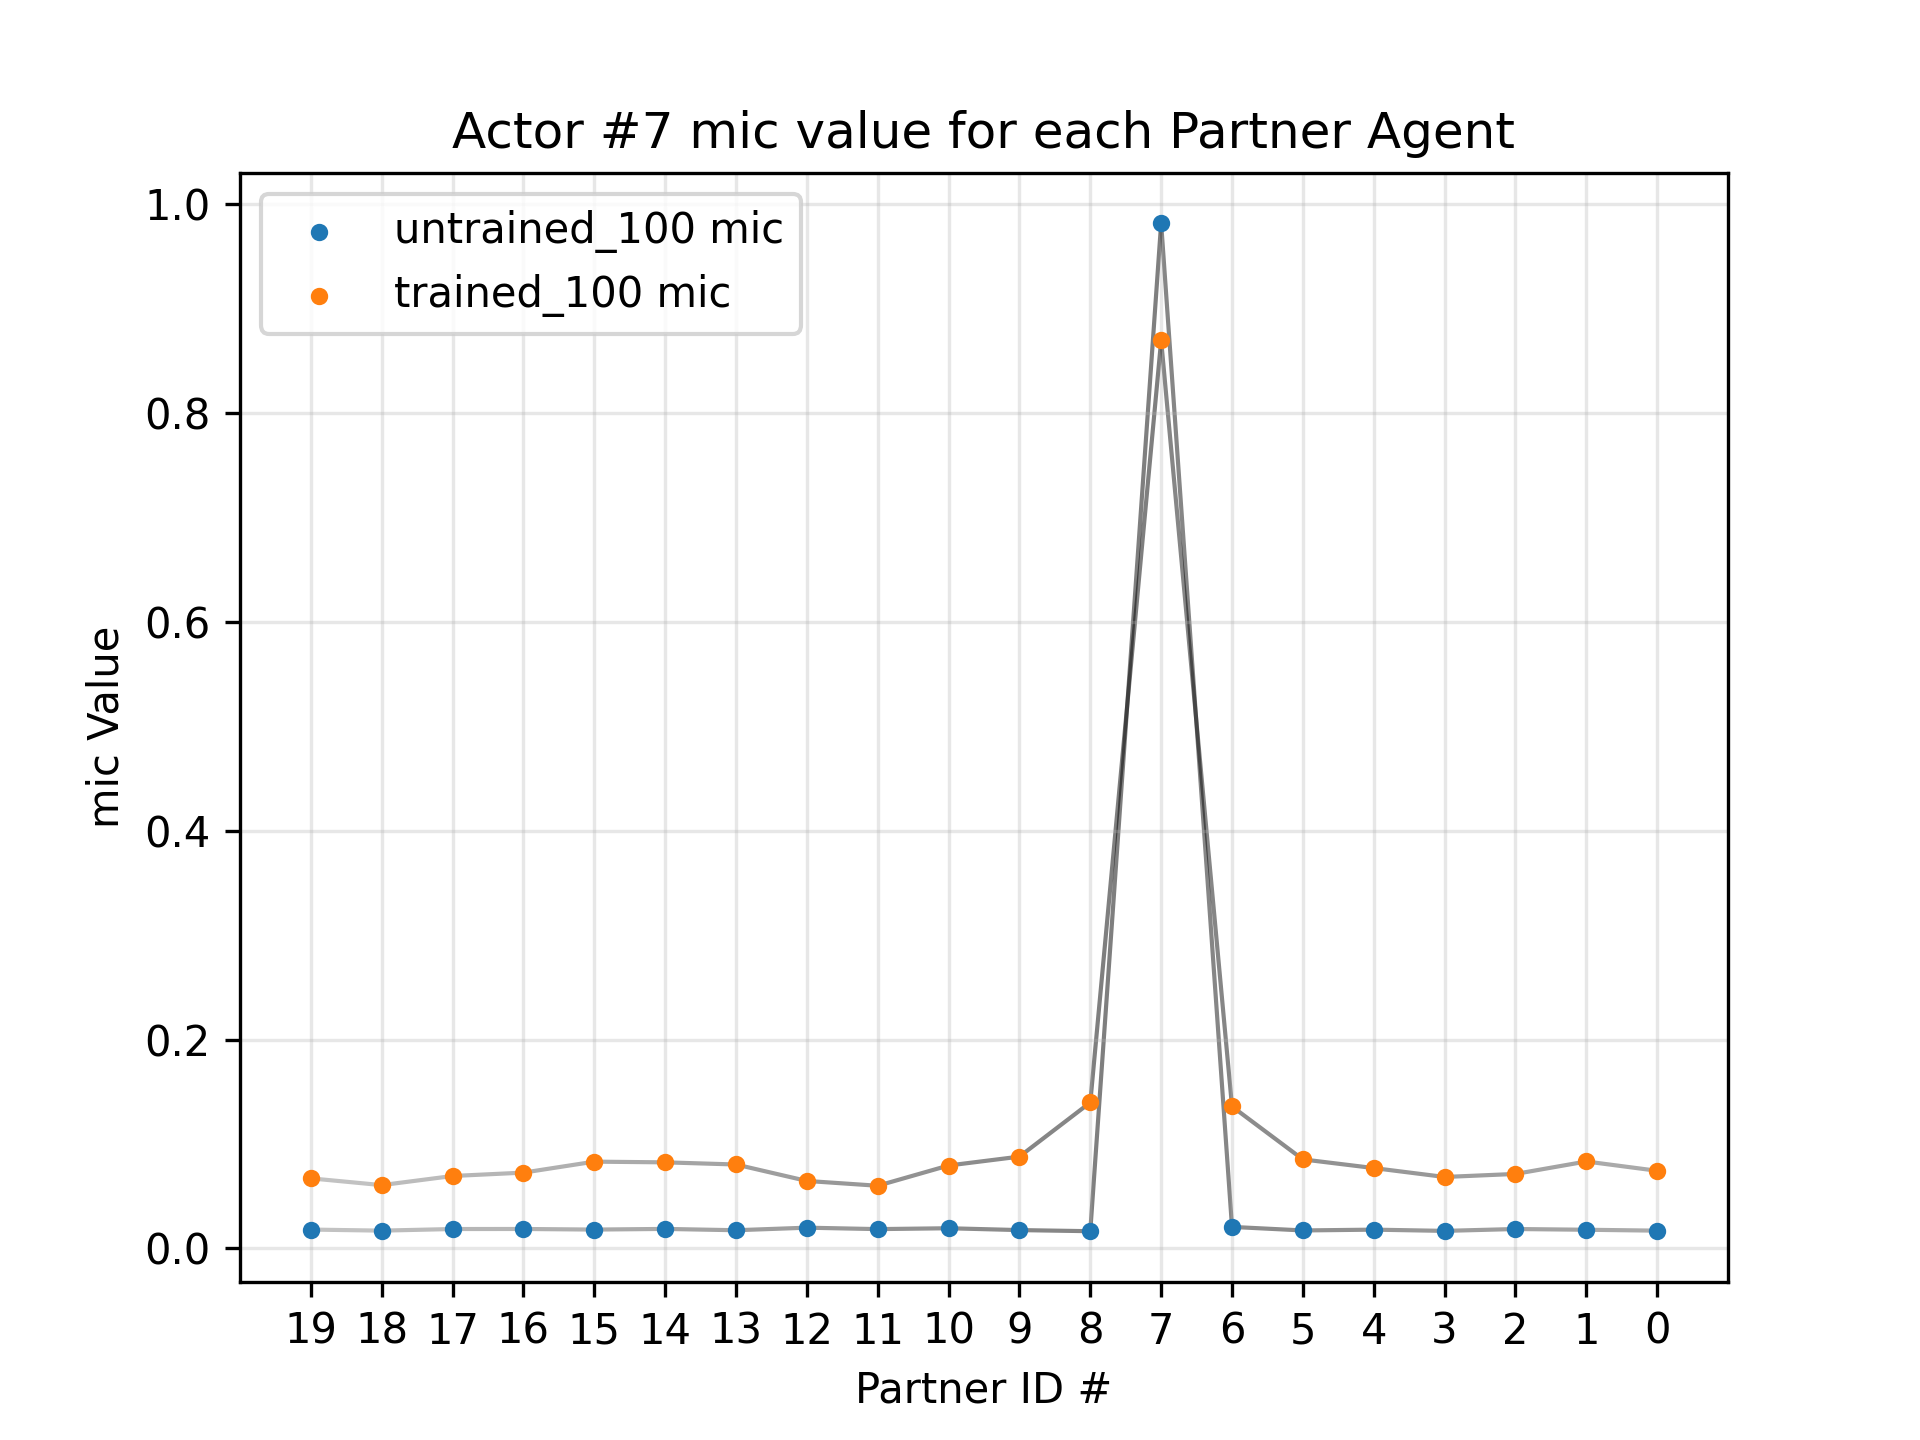 Actor #7 mic value for each Partner Agent
untrained_100 mic
trained_100 mic
1.0
0.8
0.6
0.4
0.2
0.0
mic Value
19 18 17 16 15 14 13 12 11 10 9 8 7 6 5 4 3 2 1 0
Partner ID #